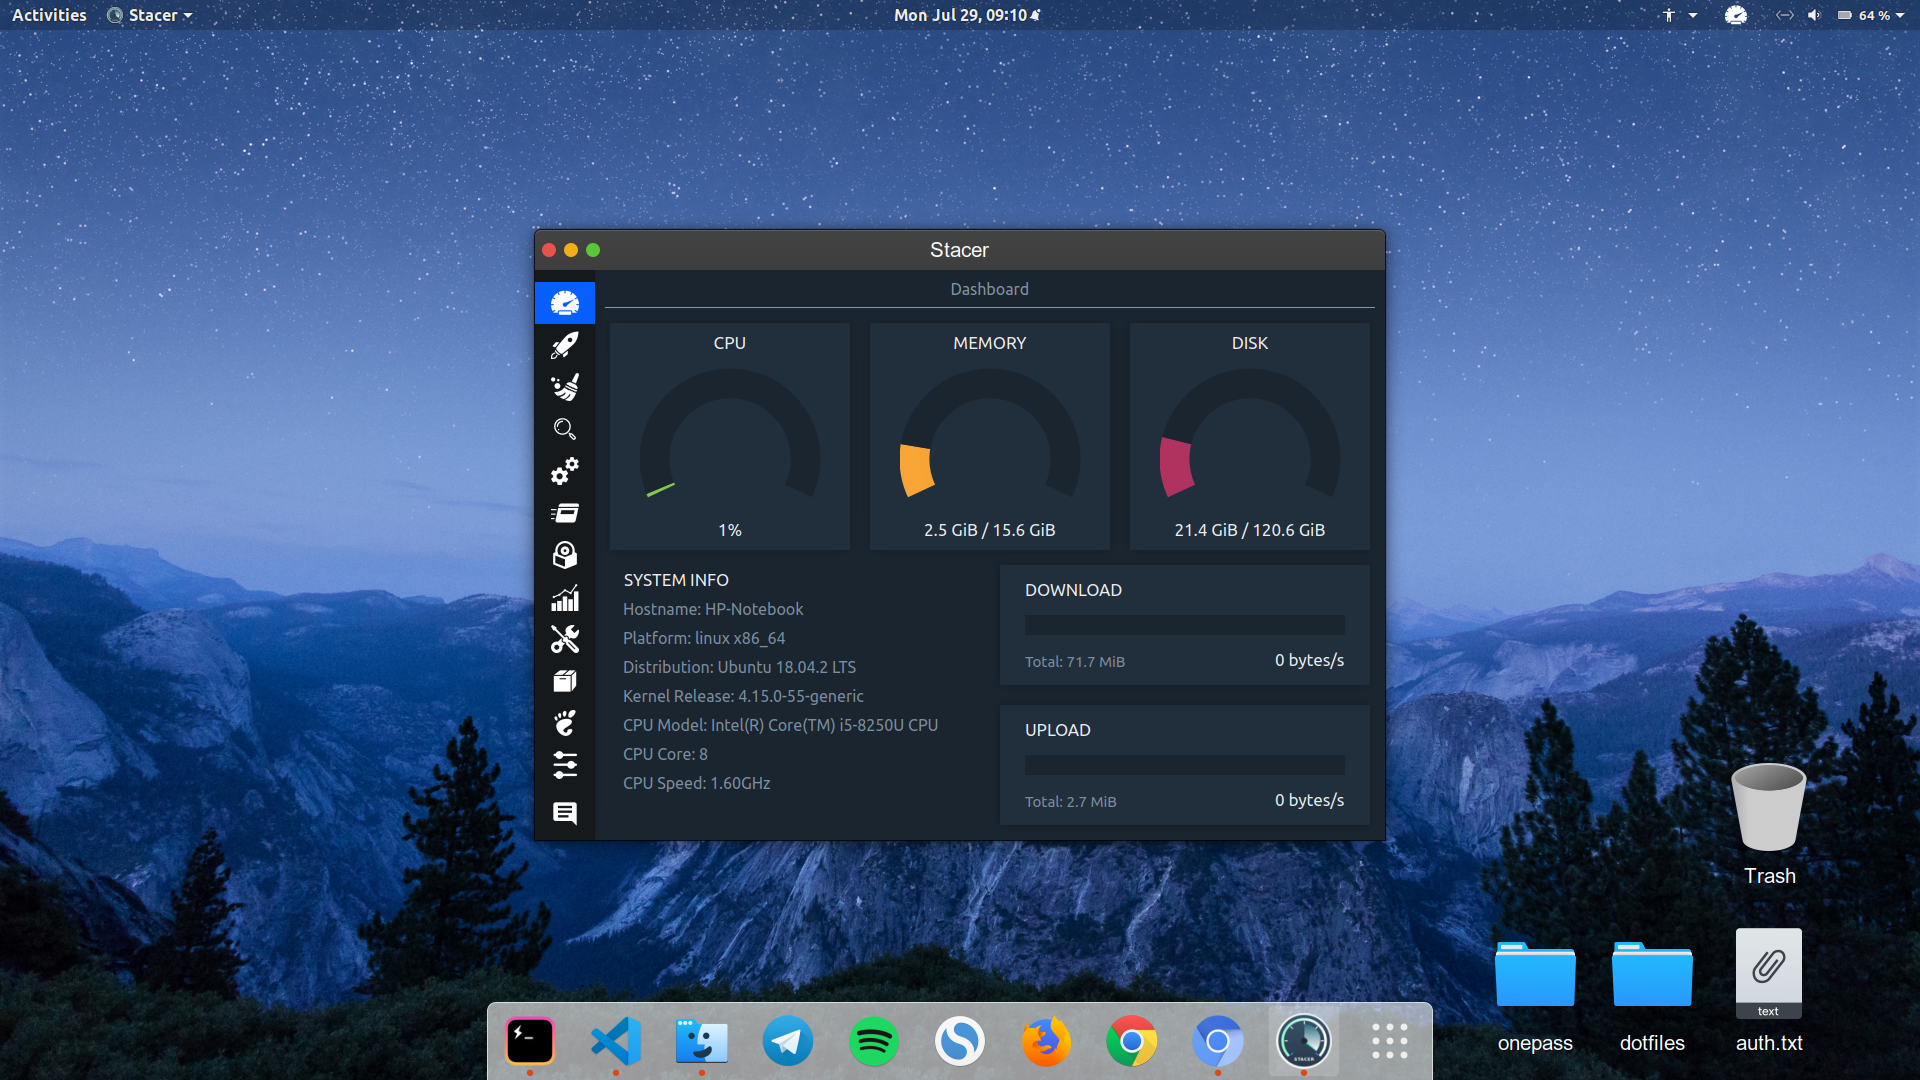 Activities
Stacer
Mon Jul 29, 09:10
64 %
Stacer
Dashboard
CPU
1%
MEMORY
2.5 GiB / 15.6 GiB
DISK
21.4 GiB / 120.6 GiB
SYSTEM INFO
Hostname: HP-Notebook
Platform: linux x86_64
Distribution: Ubuntu 18.04.2 LTS
Kernel Release: 4.15.0-55-generic
CPU Model: Intel(R) Core(TM) i5-8250U CPU
CPU Core: 8
CPU Speed: 1.60GHz
DOWNLOAD
Total: 71.7 MiB
0 bytes/s
UPLOAD
Total: 2.7 MiB
0 bytes/s
Trash
onepass
dotfiles
text
auth.txt
STACER